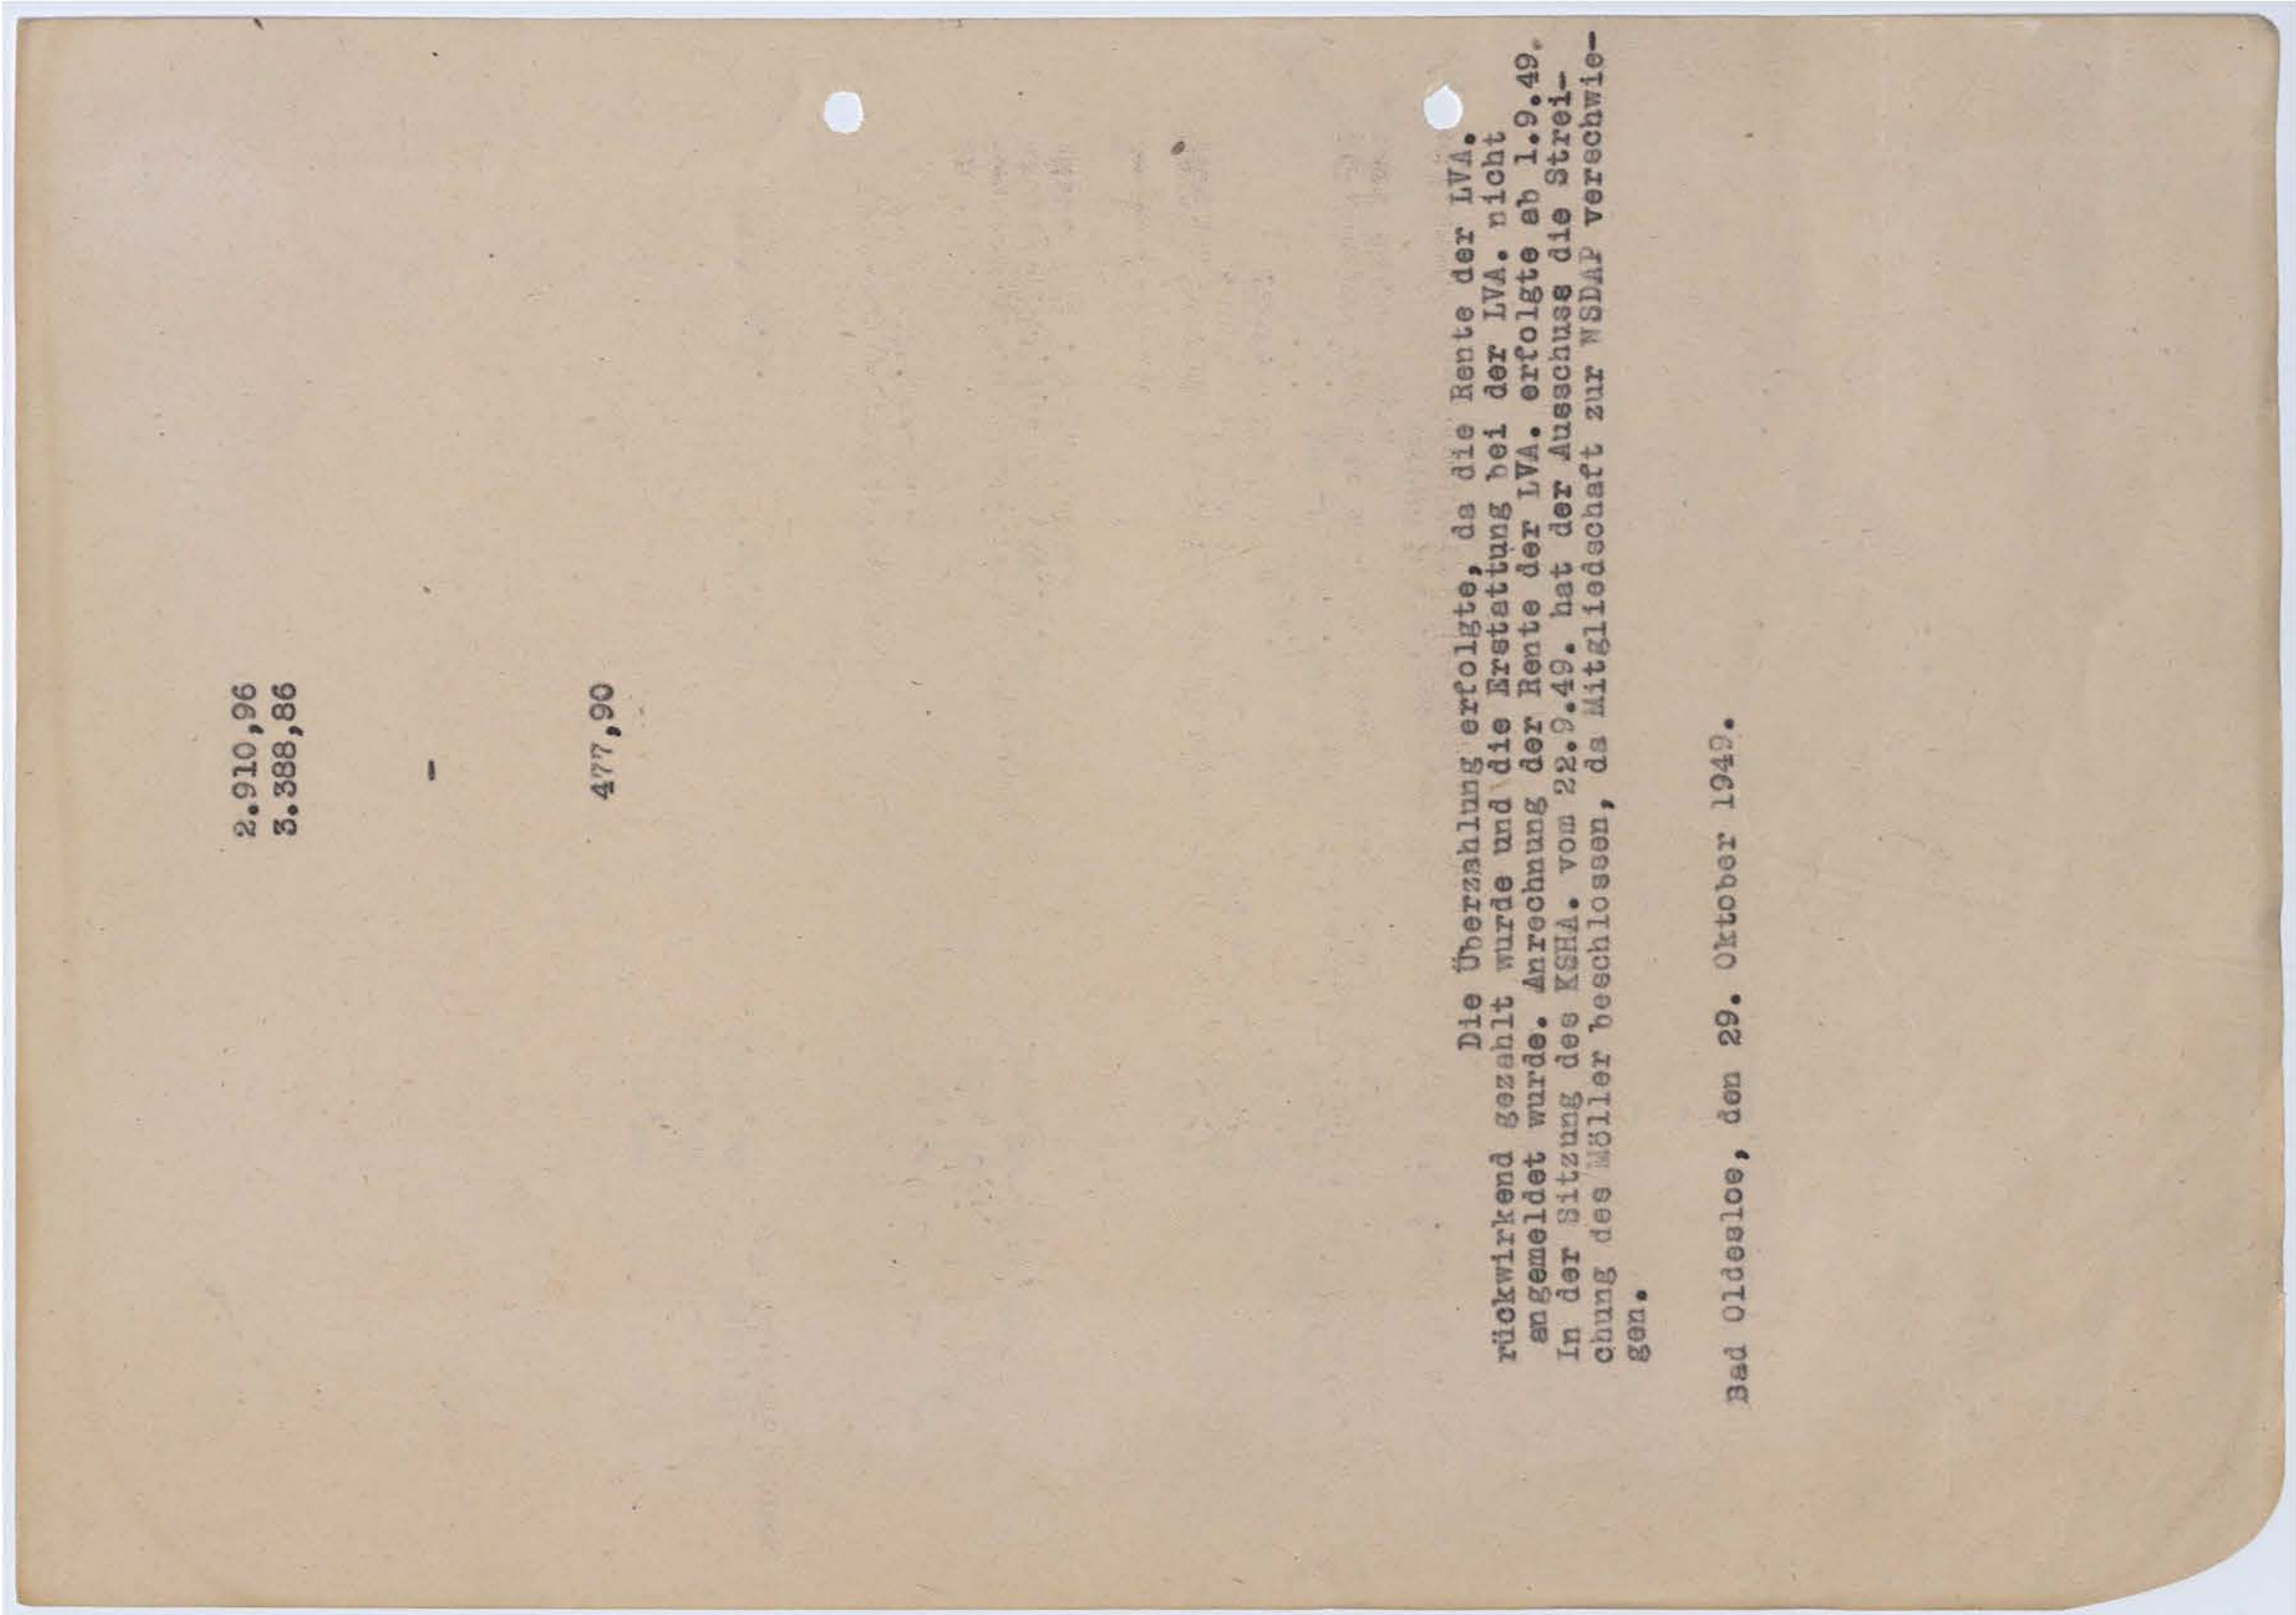 2.910,96
3.388,86
-
477,90
Die Überzahlung erfolgte, da die Rente der LVA.
rückwirkend gezahlt wurde und die Erstattung bei der LVA. nicht
angemeldet wurde. Anrechnung der Rente der LVA. erfolgte ab 1.9.49.
In der Sitzung des KSHA. vom 22.9.49. hat der Ausschuss die Strei-
chung des Möller beschlossen, da Mitgliedschaft zur NSDAP verschwie-
gen.
Bad Oldesloe, den 29. Oktober 1949.